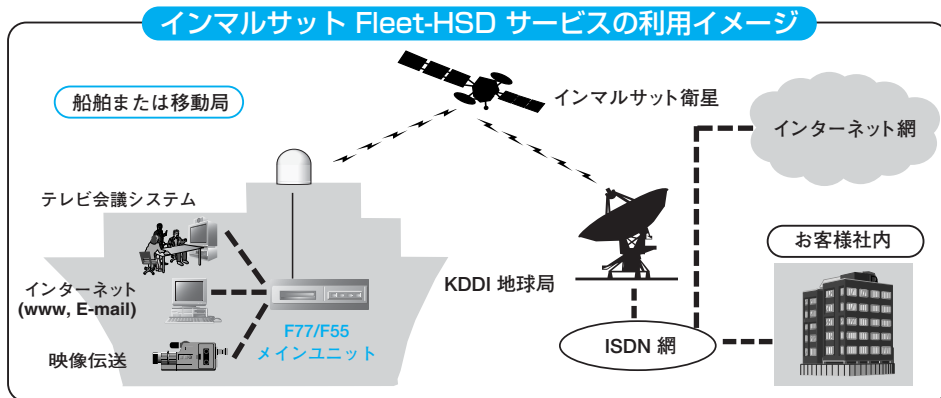 インマルサット Fleet-HSD サービスの利用イメージ
船舶または移動局
インマルサット衛星
インターネット網
テレビ会議システム
お客様社内
KDDI 地球局
インターネット
(www, E-mail)
F77/F55
メインユニット
ISDN 網
映像伝送